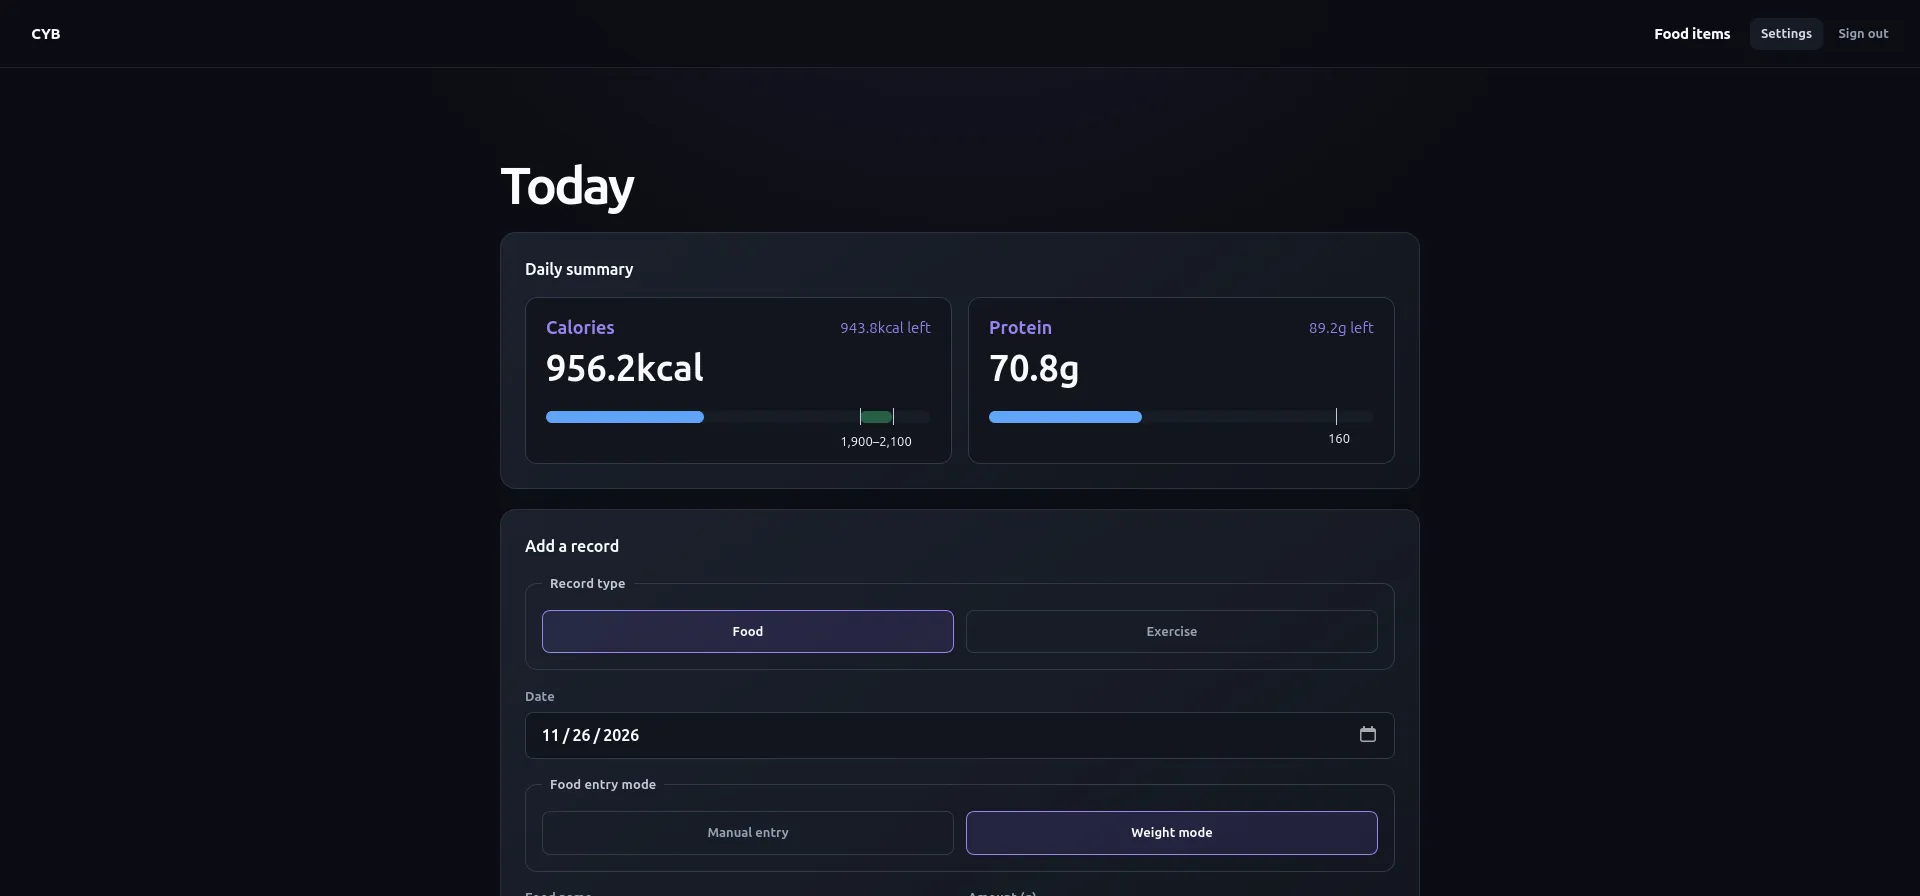 CYB
Food items
Settings
Sign out
Today
Daily summary
Calories
943.8kcal left
956.2kcal
1,900–2,100
Protein
89.2g left
70.8g
160
Add a record
Record type
Food
Exercise
Date
11 / 26 / 2026
Food entry mode
Manual entry
Weight mode